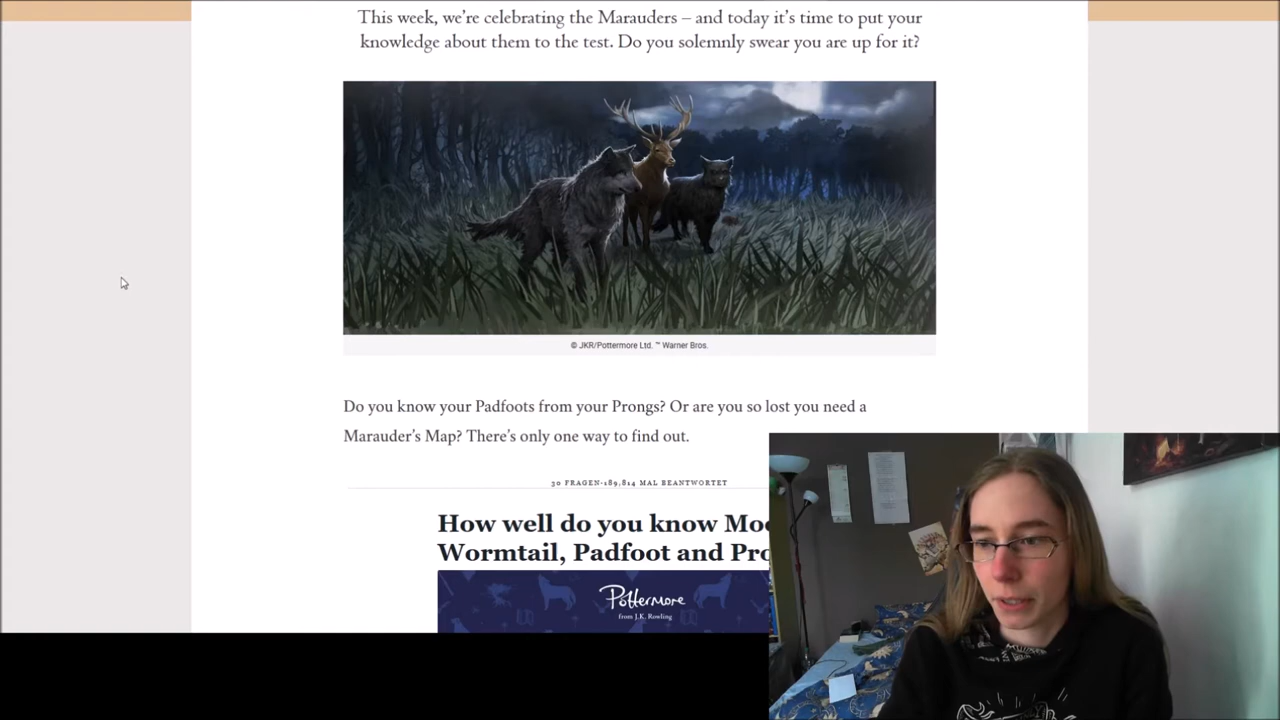 This week, we're celebrating the Marauders – and today it's time to put your
knowledge about them to the test. Do you solemnly swear you are up for it?
© JKR/Pottermore Ltd. ™ Warner Bros.
Do you know your Padfoots from your Prongs? Or are you so lost you need a
Marauder's Map? There's only one way to find out.
30 FRAGEN-189,814 MAL BEANTWORTET
How well do you know Moo
Wormtail, Padfoot and Pro
Pottermore
from J.K. Rowling